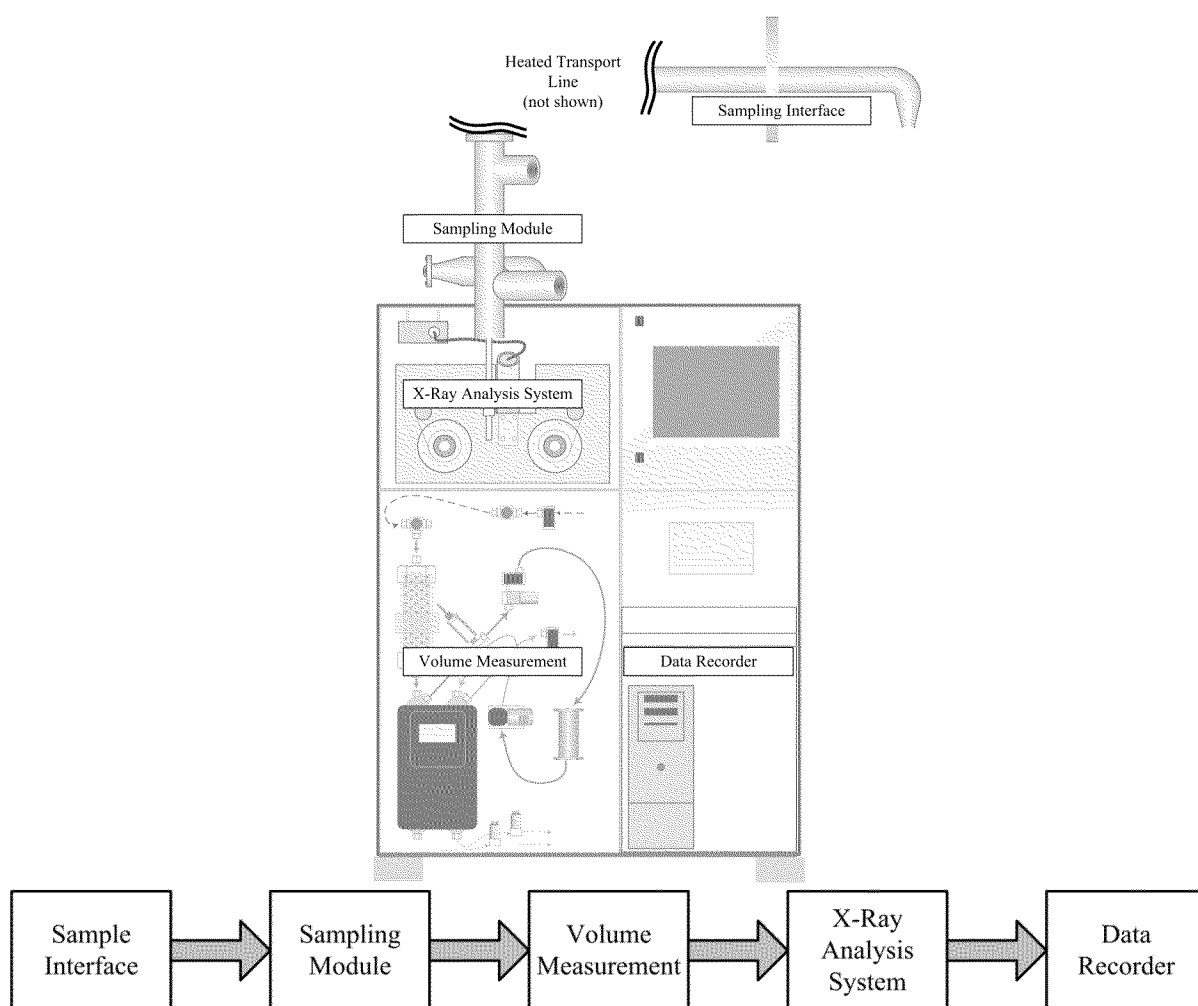 Heated Transport
Line
(not shown)
Sampling Interface
Sampling Module
X-Ray Analysis System
Volume Measurement
Data Recorder
Sample
Interface
Sampling
Module
Volume
Measurement
X-Ray
Analysis
System
Data
Recorder